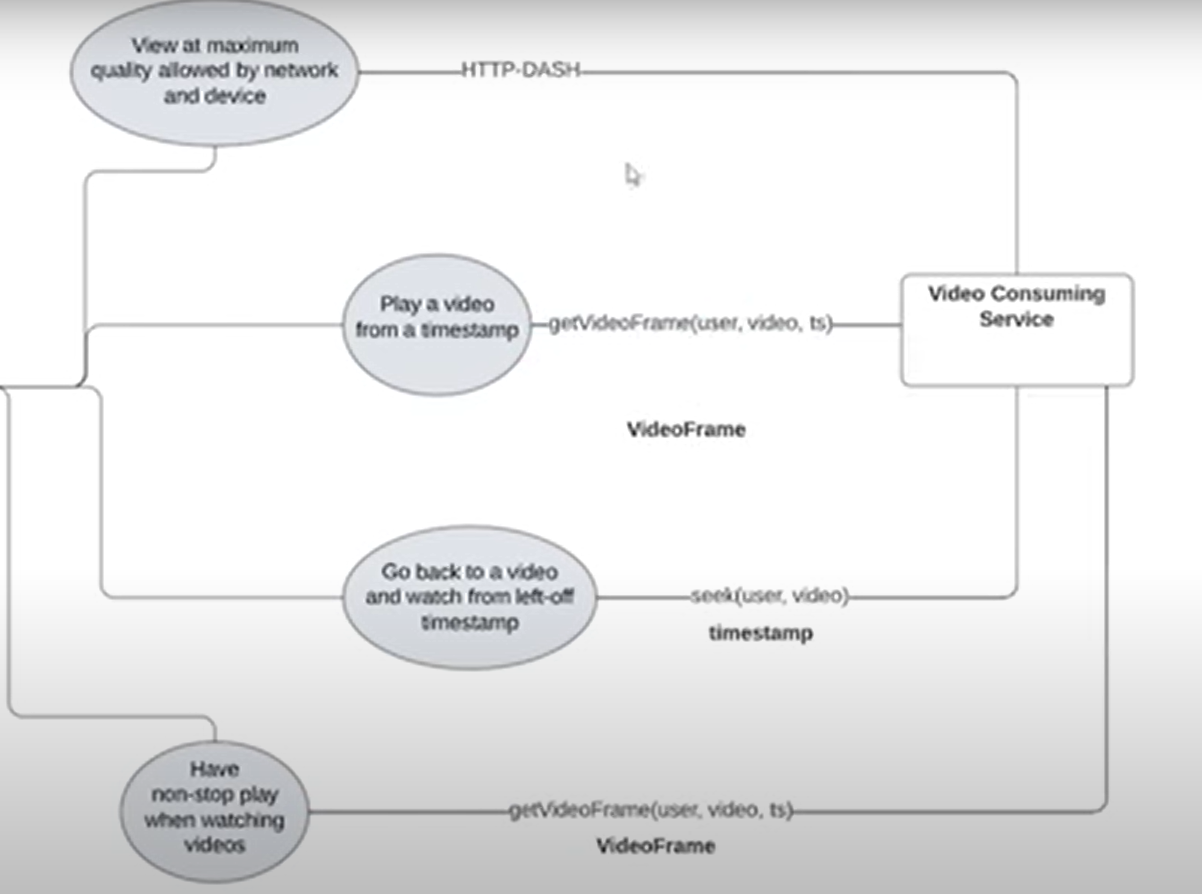 View at maximum
quality allowed by network
and device
HTTP-DASH
Play a video
from a timestamp
getVideoFrame(user, video, ts)
Video Consuming
Service
VideoFrame
Go back to a video
and watch from left-off
timestamp
seek(user, video)
timestamp
Have
non-stop play
when watching
videos
getVideoFrame(user, video, ts)
VideoFrame